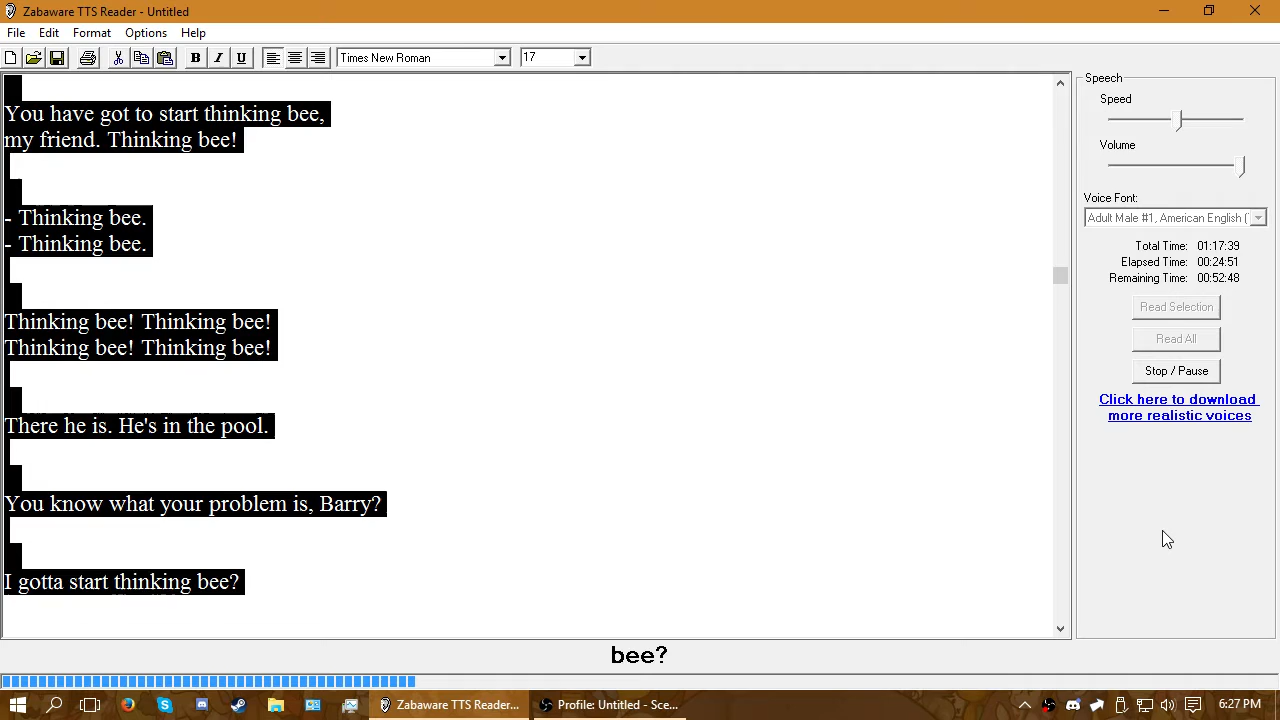 Zabaware TTS Reader - Untitled
File Edit Format Options Help
B I U Times New Roman 17
You have got to start thinking bee,
my friend. Thinking bee!
- Thinking bee.
- Thinking bee.
Thinking bee! Thinking bee!
Thinking bee! Thinking bee!
There he is. He's in the pool.
You know what your problem is, Barry?
I gotta start thinking bee?
Speech
Speed
Volume
Voice Font:
Adult Male #1, American English (
Total Time: 01:17:39
Elapsed Time: 00:24:51
Remaining Time: 00:52:48
Read Selection
Read All
Stop / Pause
Click here to download
more realistic voices
bee?
Zabaware TTS Reader... Profile: Untitled - Sce... 6:27 PM